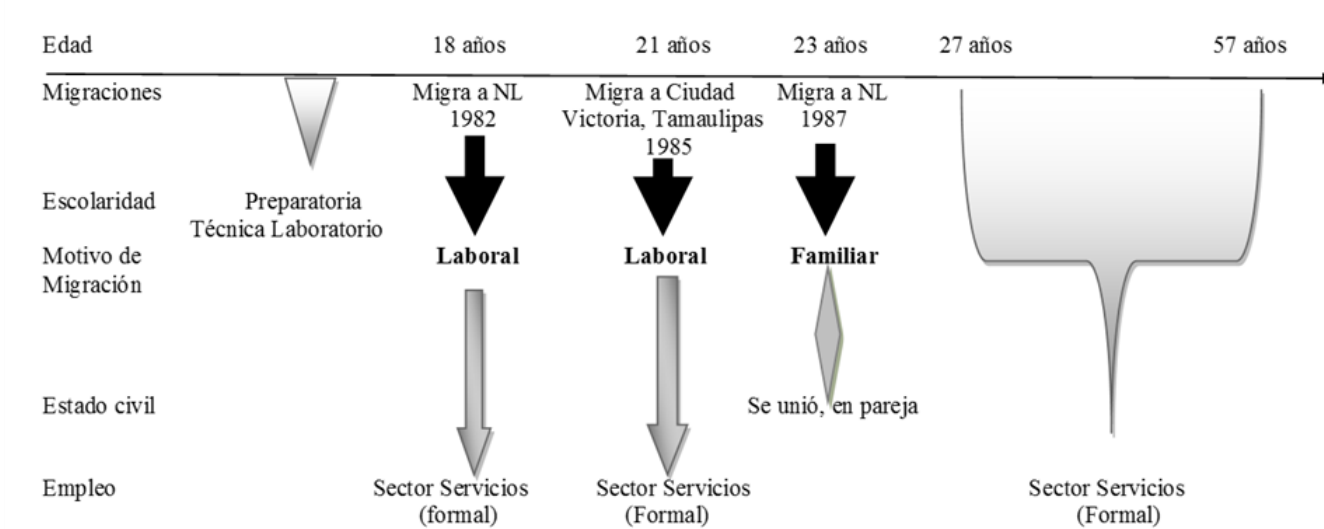 Edad 18 años 21 años 23 años 27 años 57 años
Migraciones Migra a NL Migra a Ciudad Migra a NL
1982 Victoria, Tamaulipas 1987
1985
Escolaridad Preparatoria
Técnica Laboratorio
Motivo de Laboral Laboral Familiar
Migración
Estado civil Se unió, en pareja
Empleo Sector Servicios Sector Servicios Sector Servicios
(formal) (Formal) (Formal)